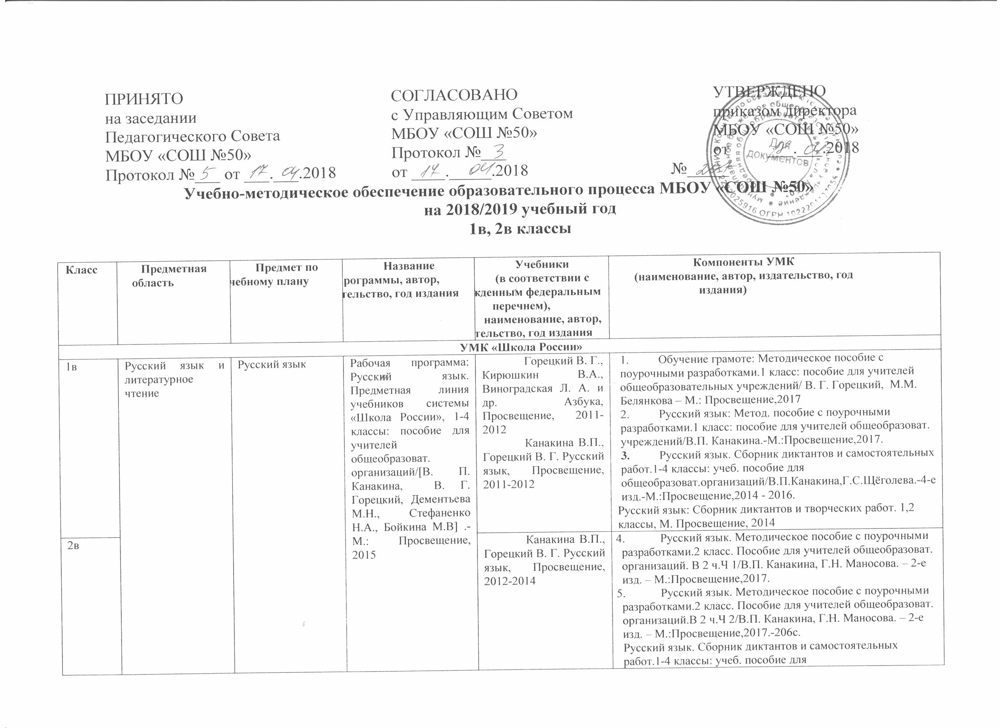 ПРИНЯТО
на заседании
Педагогического Совета
МБОУ «СОШ №50»
Протокол № 5 от 17.04.2018
СОГЛАСОВАНО
с Управляющим Советом
МБОУ «СОШ №50»
Протокол № 3
от 17.04.2018
УТВЕРЖДЕНО
приказом директора
МБОУ «СОШ №50»
от 18.04.2018
№
Для
документов
Учебно-методическое обеспечение образовательного процесса МБОУ «СОШ №50»
на 2018/2019 учебный год
1в, 2в классы
Класс
Предметная
область
Предмет по
чебному плану
Название
рограммы, автор,
тельство, год издания
Учебники
(в соответствии с
жденным федеральным
перечнем),
наименование, автор,
тельство, год издания
Компоненты УМК
(наименование, автор, издательство, год
издания)
УМК «Школа России»
1в
Русский язык и
литературное
чтение
Русский язык
Рабочая программа:
Русский язык.
Предметная линия
учебников системы
«Школа России», 1-4
классы: пособие для
учителей
общеобразоват.
организаций/[В. П.
Канакина, В. Г.
Горецкий, Дементьева
М.Н., Стефаненко
Н.А., Бойкина М.В] .-
М.: Просвещение,
2015
Горецкий В. Г.,
Кирюшкин В.А.,
Виноградская Л. А. и
др. Азбука,
Просвещение, 2011-
2012
Канакина В.П.,
Горецкий В. Г. Русский
язык, Просвещение,
2011-2012
1. Обучение грамоте: Методическое пособие с
поурочными разработками.1 класс: пособие для учителей
общеобразовательных учреждений/ В. Г. Горецкий, М.М.
Белянкова – М.: Просвещение,2017
2. Русский язык: Метод. пособие с поурочными
разработками.1 класс: пособие для учителей общеобразоват.
учреждений/В.П. Канакина.-М.:Просвещение,2017.
3. Русский язык. Сборник диктантов и самостоятельных
работ.1-4 классы: учеб. пособие для
общеобразоват.организаций/В.П.Канакина,Г.С.Щёголева.-4-е
изд.-М.:Просвещение,2014 - 2016.
Русский язык: Сборник диктантов и творческих работ. 1,2
классы, М. Просвещение, 2014
2в
Канакина В.П.,
Горецкий В. Г. Русский
язык, Просвещение,
2012-2014
4. Русский язык. Методическое пособие с поурочными
разработками.2 класс. Пособие для учителей общеобразоват.
организаций. В 2 ч.Ч 1/В.П. Канакина, Г.Н. Маносова. – 2-е
изд. – М.:Просвещение,2017.
5. Русский язык. Методическое пособие с поурочными
разработками.2 класс. Пособие для учителей общеобразоват.
организаций.В 2 ч.Ч 2/В.П. Канакина, Г.Н. Маносова. – 2-е
изд. – М.:Просвещение,2017.-206с.
Русский язык. Сборник диктантов и самостоятельных
работ.1-4 классы: учеб. пособие для